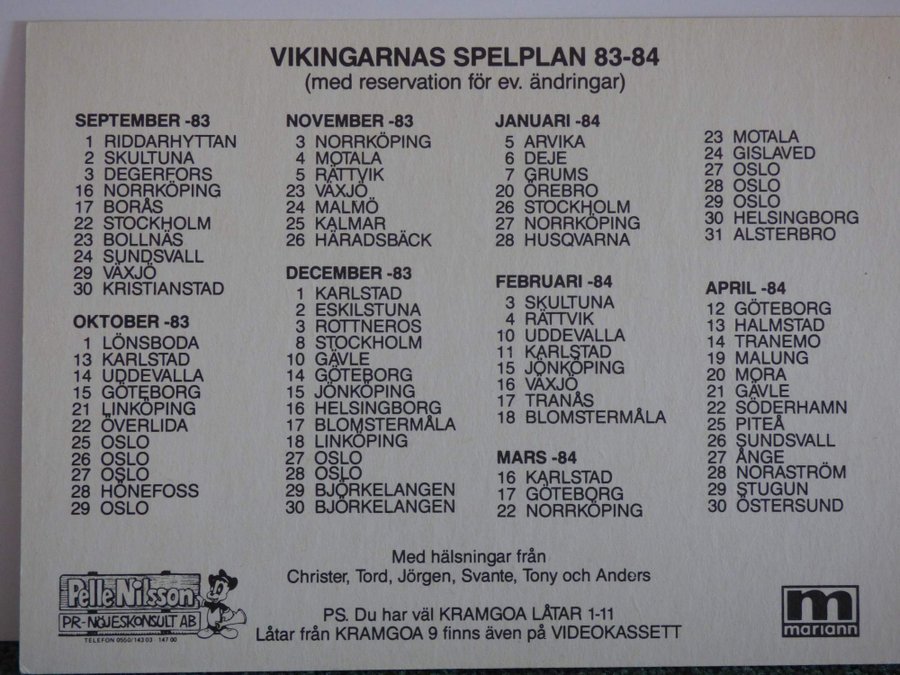 VIKINGARNAS SPELPLAN 83-84
(med reservation för ev. ändringar)
SEPTEMBER -83
1 RIDDARHYTTAN
2 SKULTUNA
3 DEGERFORS
16 NORRKÖPING
17 BORÅS
22 STOCKHOLM
23 BOLLNÄS
24 SUNDSVALL
29 VÄXJÖ
30 KRISTIANSTAD
OKTOBER -83
1 LÖNSBODA
13 KARLSTAD
14 UDDEVALLA
15 GÖTEBORG
21 LINKÖPING
22 ÖVERLIDA
25 OSLO
26 OSLO
27 OSLO
28 HÖNEFOSS
29 OSLO
NOVEMBER -83
3 NORRKÖPING
4 MOTALA
5 RÄTTVIK
23 VÄXJÖ
24 MALMÖ
25 KALMAR
26 HÄRADSBÄCK
DECEMBER -83
1 KARLSTAD
2 ESKILSTUNA
3 ROTTNEROS
8 STOCKHOLM
10 GÄVLE
14 GÖTEBORG
15 JÖNKÖPING
16 HELSINGBORG
17 BLOMSTERMÅLA
18 LINKÖPING
27 OSLO
28 OSLO
29 BJÖRKELANGEN
30 BJÖRKELANGEN
JANUARI -84
5 ARVIKA
6 DEJE
7 GRUMS
20 ÖREBRO
26 STOCKHOLM
27 NORRKÖPING
28 HUSQVARNA
FEBRUARI -84
3 SKULTUNA
4 RÄTTVIK
10 UDDEVALLA
11 KARLSTAD
15 JÖNKÖPING
16 VÄXJÖ
17 TRANÅS
18 BLOMSTERMÅLA
MARS -84
16 KARLSTAD
17 GÖTEBORG
22 NORRKÖPING
23 MOTALA
24 GISLAVED
27 OSLO
28 OSLO
29 OSLO
30 HELSINGBORG
31 ALSTERBRO
APRIL -84
12 GÖTEBORG
13 HALMSTAD
14 TRANEMO
19 MALUNG
20 MORA
21 GÄVLE
22 SÖDERHAMN
25 PITEÅ
26 SUNDSVALL
27 ÅNGE
28 NORASTRÖM
29 STUGUN
30 ÖSTERSUND
Med hälsningar från
Christer, Tord, Jörgen, Svante, Tony och Anders
PS. Du har väl KRAMGOA LÅTAR 1-11
Låtar från KRAMGOA 9 finns även på VIDEOKASSETT
Pelle Nilsson
PR-NÖJESKONSULT AB
TELEFON 0550/143 03 147 00
m
mariann